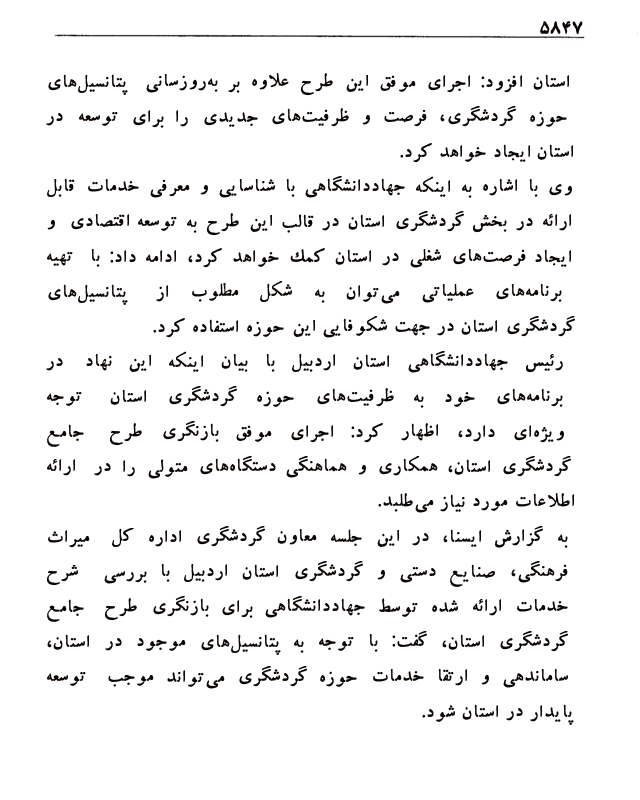 ۵۸۴۷
استان افزود: اجرای موفق این طرح علاوه بر به‌روزسانی پتانسیل‌های
حوزه گردشگری، فرصت و ظرفیت‌های جدیدی را برای توسعه در
استان ایجاد خواهد کرد.
وی با اشاره به اینکه جهاددانشگاهی با شناسایی و معرفی خدمات قابل
ارائه در بخش گردشگری استان در قالب این طرح به توسعه اقتصادی و
ایجاد فرصت‌های شغلی در استان کمك خواهد کرد، ادامه داد: با تهیه
برنامه‌های عملیاتی می‌توان به شکل مطلوب از پتانسیل‌های
گردشگری استان در جهت شکوفایی این حوزه استفاده کرد.
رئیس جهاددانشگاهی استان اردبیل با بیان اینکه این نهاد در
برنامه‌های خود به ظرفیت‌های حوزه گردشگری استان توجه
ویژه‌ای دارد، اظهار کرد: اجرای موفق بازنگری طرح جامع
گردشگری استان، همکاری و هماهنگی دستگاه‌های متولی را در ارائه
اطلاعات مورد نیاز می‌طلبد.
به گزارش ایسنا، در این جلسه معاون گردشگری اداره کل میراث
فرهنگی، صنایع دستی و گردشگری استان اردبیل با بررسی شرح
خدمات ارائه شده توسط جهاددانشگاهی برای بازنگری طرح جامع
گردشگری استان، گفت: با توجه به پتانسیل‌های موجود در استان،
ساماندهی و ارتقا خدمات حوزه گردشگری می‌تواند موجب توسعه
پایدار در استان شود.